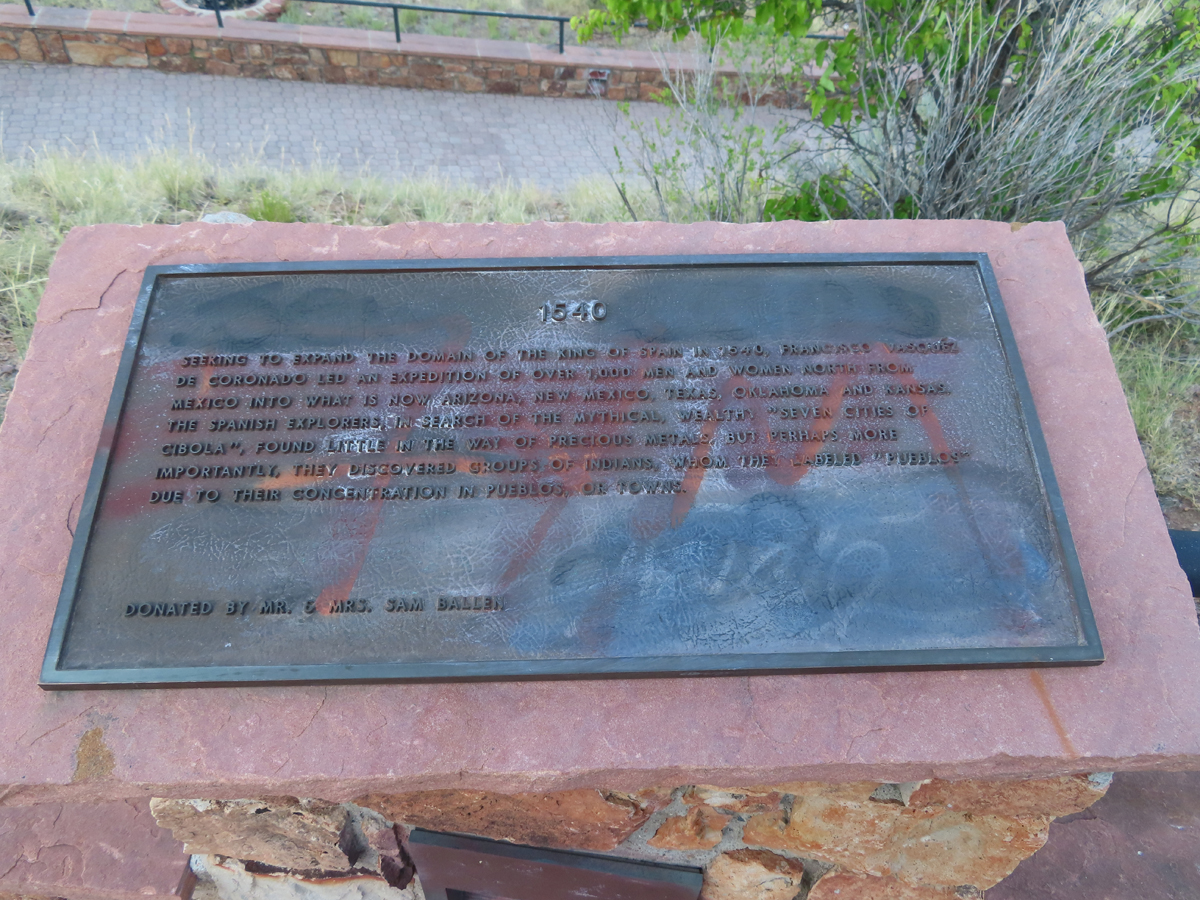 1540
SEEKING TO EXPAND THE DOMAIN OF THE KING OF SPAIN IN 1540, FRANCISCO VASQUEZ
DE CORONADO LED AN EXPEDITION OF OVER 1,000 MEN AND WOMEN NORTH FROM
MEXICO INTO WHAT IS NOW ARIZONA, NEW MEXICO, TEXAS, OKLAHOMA AND KANSAS.
THE SPANISH EXPLORERS, IN SEARCH OF THE MYTHICAL, WEALTHY "SEVEN CITIES OF
CIBOLA", FOUND LITTLE IN THE WAY OF PRECIOUS METALS, BUT PERHAPS MORE
IMPORTANTLY, THEY DISCOVERED GROUPS OF INDIANS, WHOM THEY LABELED "PUEBLOS"
DUE TO THEIR CONCENTRATION IN PUEBLOS, OR TOWNS.
DONATED BY MR. & MRS. SAM BALLEN